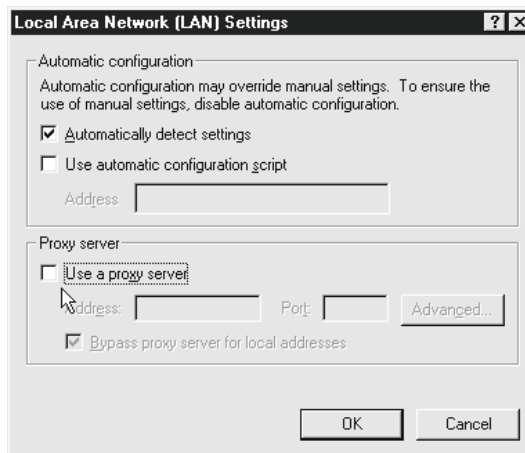 Local Area Network (LAN) Settings
Automatic configuration
Automatic configuration may override manual settings. To ensure the
use of manual settings, disable automatic configuration.
Automatically detect settings
Use automatic configuration script
Address
Proxy server
Use a proxy server
Address: Port: Advanced...
Bypass proxy server for local addresses
OK Cancel